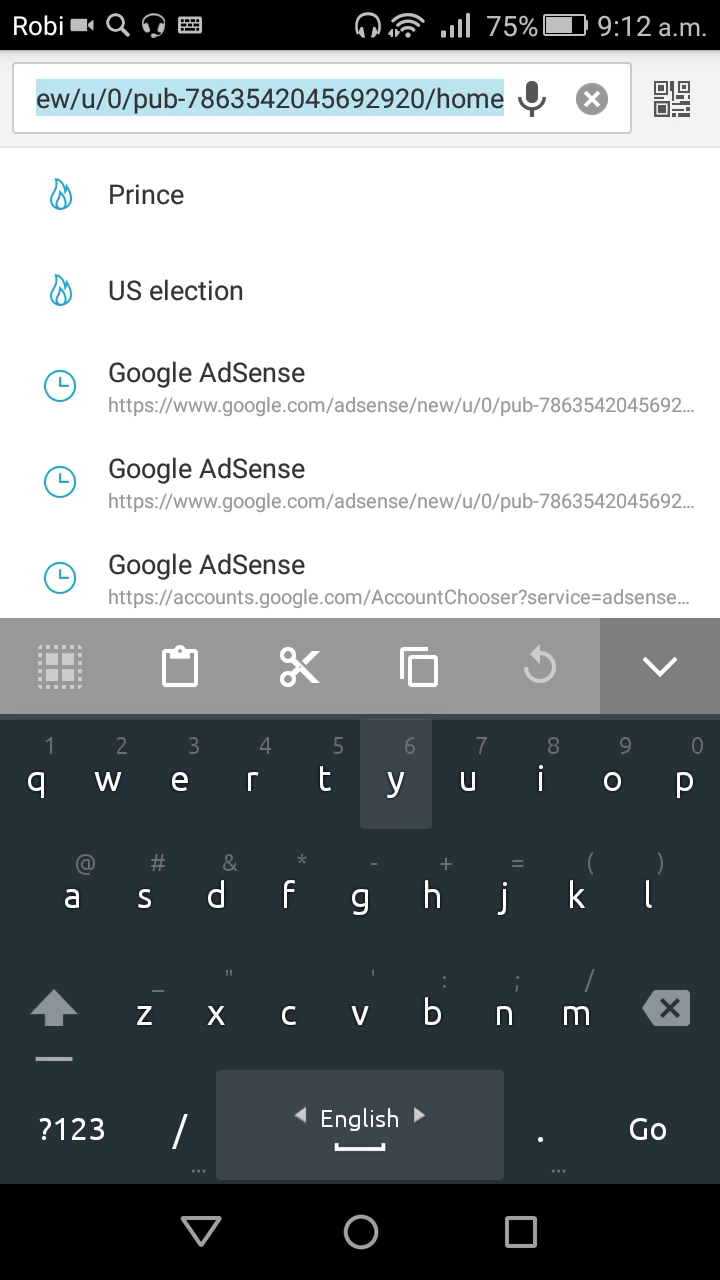 Robi 75% 9:12 a.m.
ew/u/0/pub-7863542045692920/home
Prince
US election
Google AdSense
https://www.google.com/adsense/new/u/0/pub-7863542045692...
Google AdSense
https://www.google.com/adsense/new/u/0/pub-7863542045692...
Google AdSense
https://accounts.google.com/AccountChooser?service=adsense...
1 2 3 4 5 6 7 8 9 0
q w e r t y u i o p
@ # & * - + = ( )
a s d f g h j k l
_ " ' : ; /
z x c v b n m
?123 / English . Go
... ...